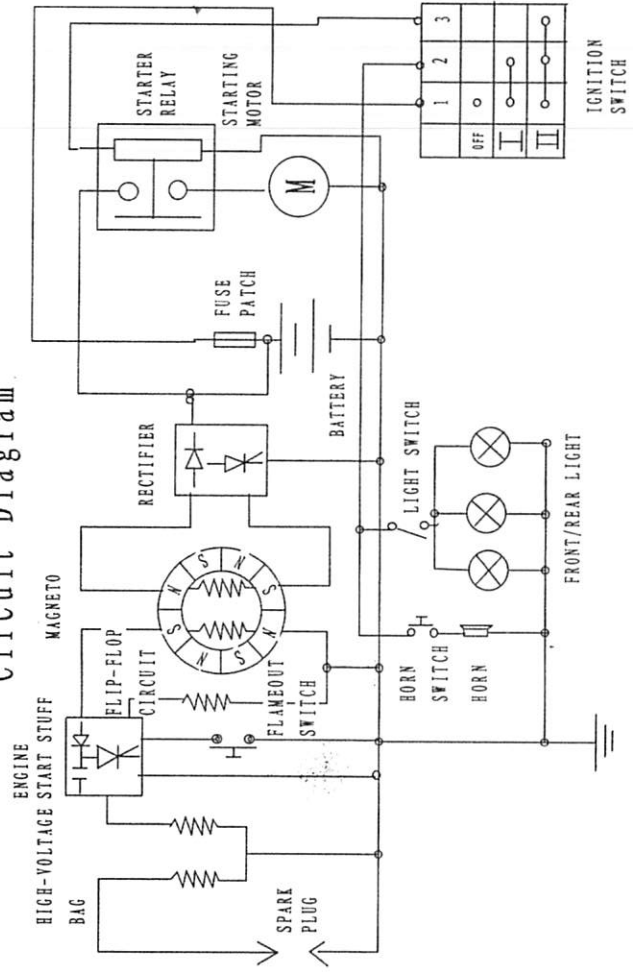 Circuit Diagram
ENGINE
HIGH-VOLTAGE START STUFF
BAG
FLIP-FLOP
CIRCUIT
MAGNETO
N
S
N
S
N
S
N
S
FLAMEOUT
SWITCH
SPARK
PLUG
RECTIFIER
BATTERY
FUSE
PATCH
STARTER
RELAY
STARTING
MOTOR
M
HORN
SWITCH
HORN
LIGHT SWITCH
FRONT/REAR LIGHT
1 2 3
OFF
I
II
IGNITION
SWITCH